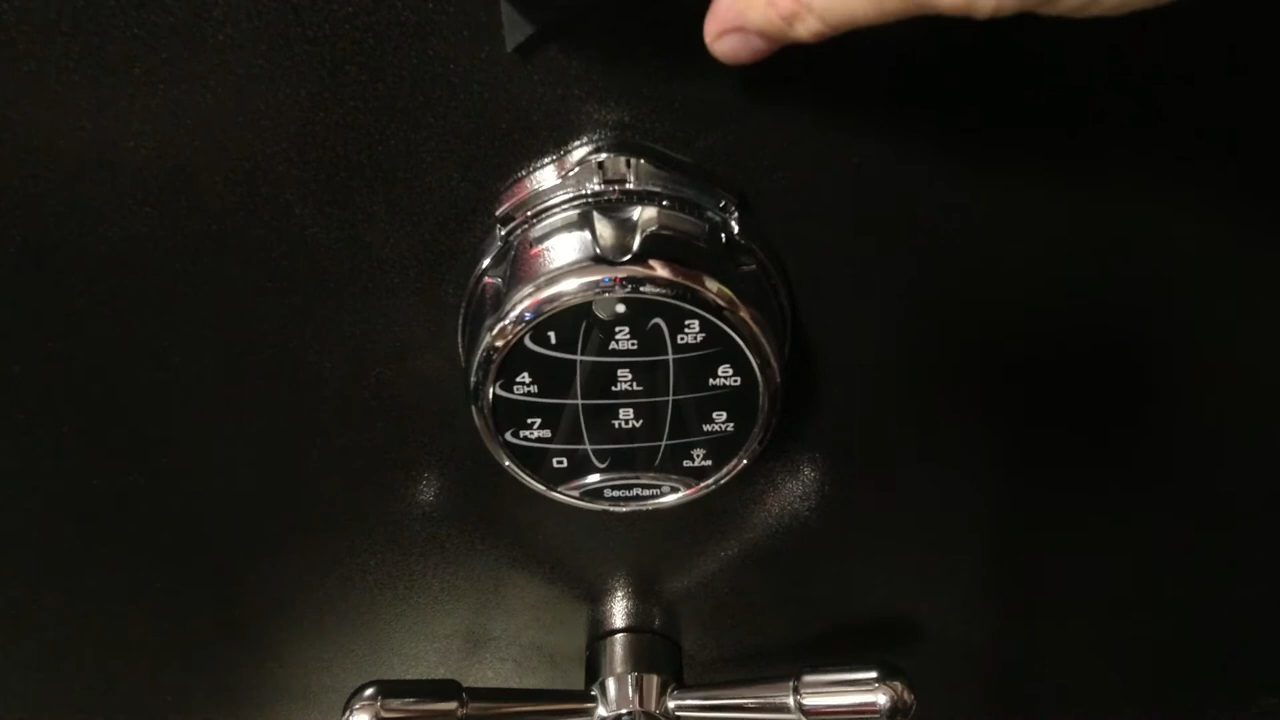 1
2
ABC
3
DEF
4
GHI
5
JKL
6
MNO
7
PQRS
8
TUV
9
WXYZ
0
CLEAR
SecuRam®